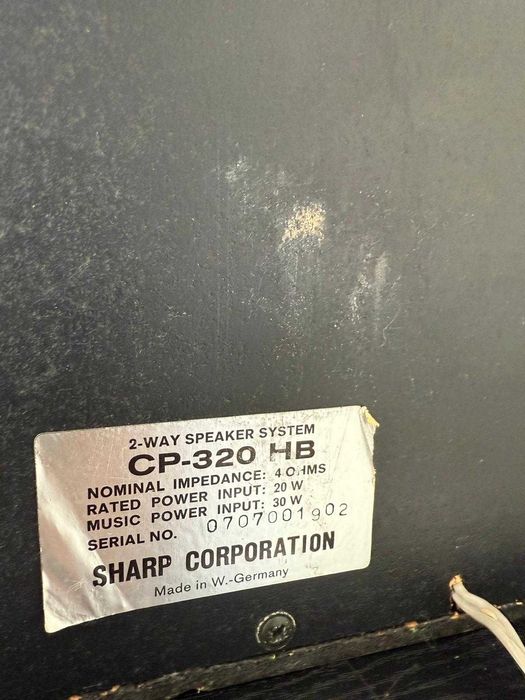 2-WAY SPEAKER SYSTEM
CP-320 HB
NOMINAL IMPEDANCE: 4 OHMS
RATED POWER INPUT: 20 W
MUSIC POWER INPUT: 30 W
SERIAL NO. 0707001902
SHARP CORPORATION
Made in W.-Germany